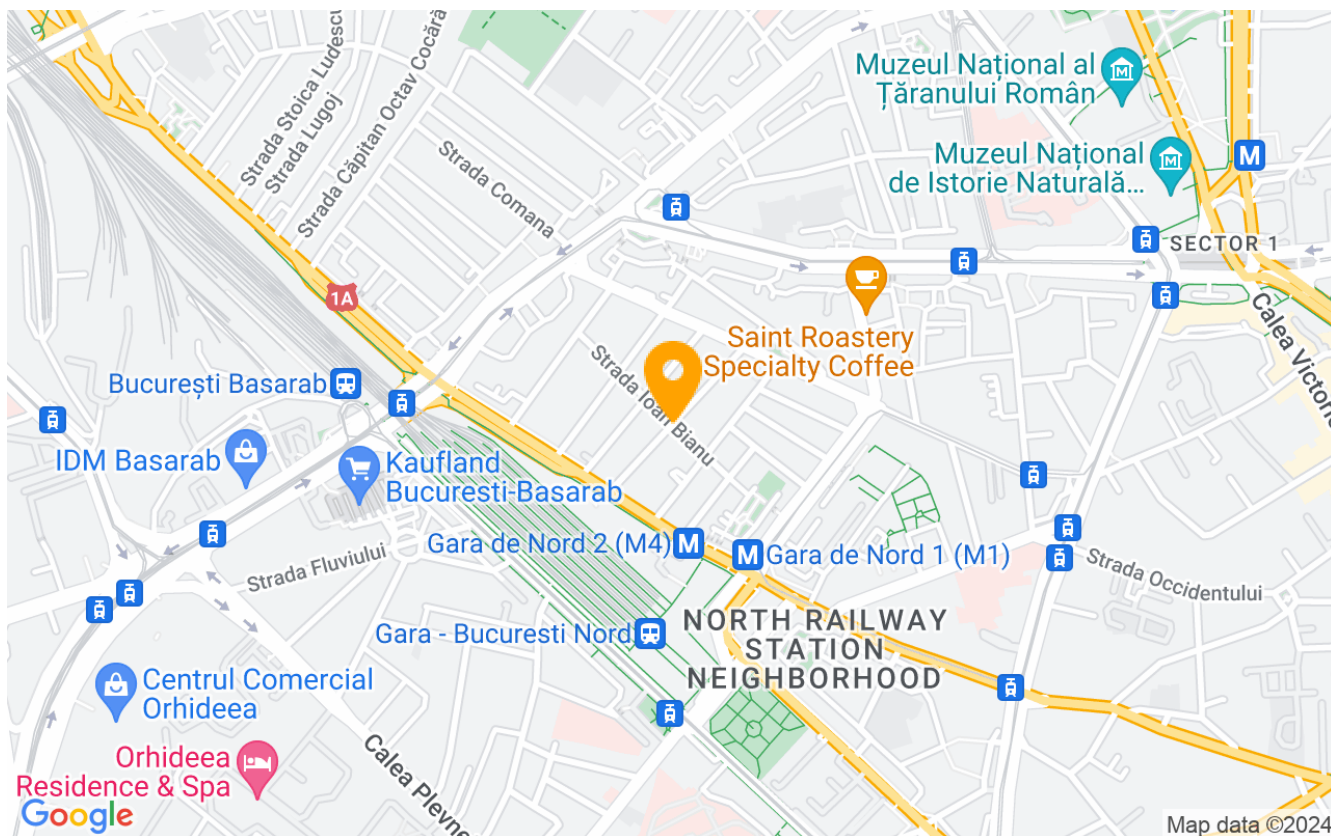 Muzeul Național al
Țăranului Român
Muzeul Național
de Istorie Naturală...
M
SECTOR 1
Strada Stoica Ludescu
Strada Lugoj
Strada Căpitan Octav Cocără
Strada Comana
1A
Saint Roastery
Specialty Coffee
Calea Victorie
Strada Ioan Bianu
București Basarab
IDM Basarab
Kaufland
Bucuresti-Basarab
Gara de Nord 2 (M4)
M
M
Gara de Nord 1 (M1)
Strada Fluviului
Strada Occidentului
Gara - Bucuresti Nord
NORTH RAILWAY
STATION
NEIGHBORHOOD
Centrul Comercial
Orhideea
Orhideea
Residence & Spa
Calea Plevne
Google
Map data ©2024